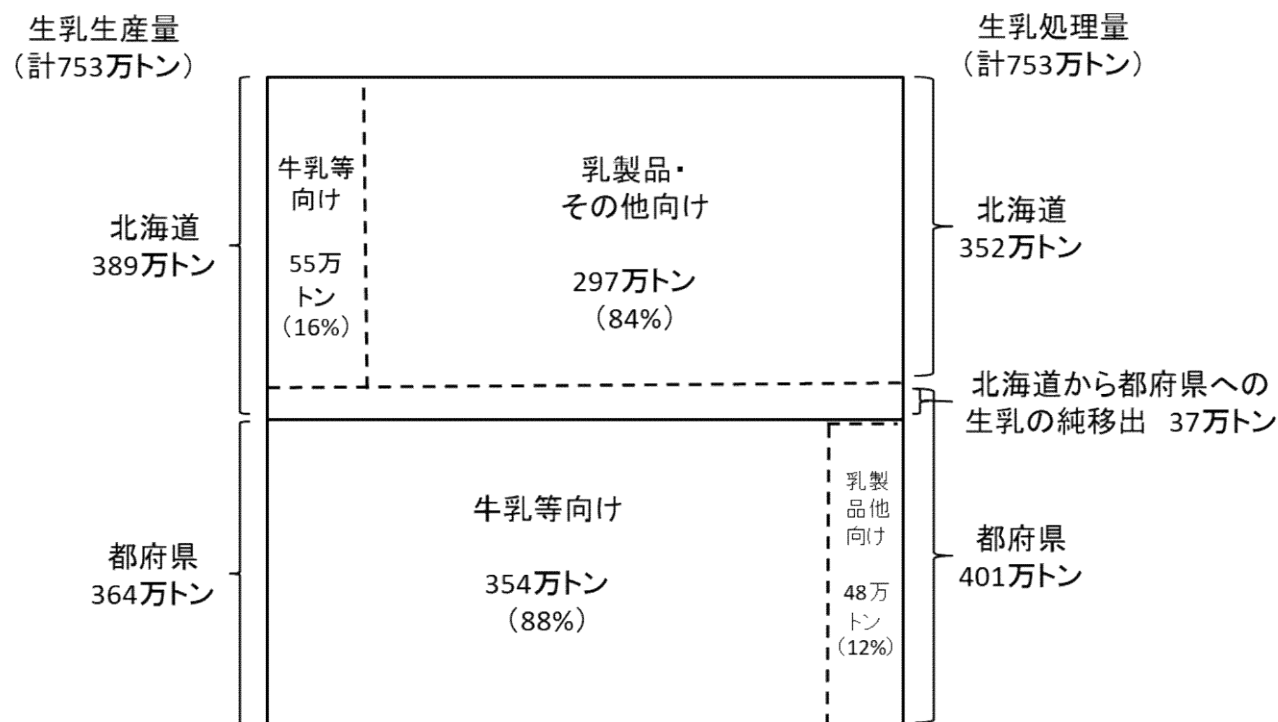 生乳生産量
（計753万トン）
生乳処理量
（計753万トン）
牛乳等
向け
55万
トン
（16%）
乳製品・
その他向け
297万トン
（84%）
北海道
389万トン
北海道
352万トン
北海道から都府県への
生乳の純移出 37万トン
牛乳等向け
354万トン
（88%）
乳製
品他
向け
48万
トン
（12%）
都府県
364万トン
都府県
401万トン